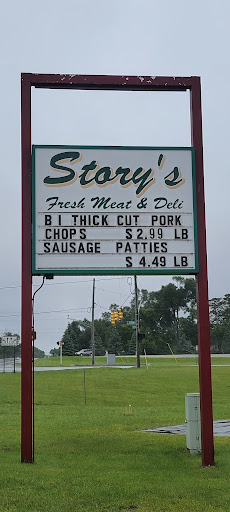 Story's
Fresh Meat & Deli
B I THICK CUT PORK
CHOPS $2,99 LB
SAUSAGE PATTIES
$4.49 LB